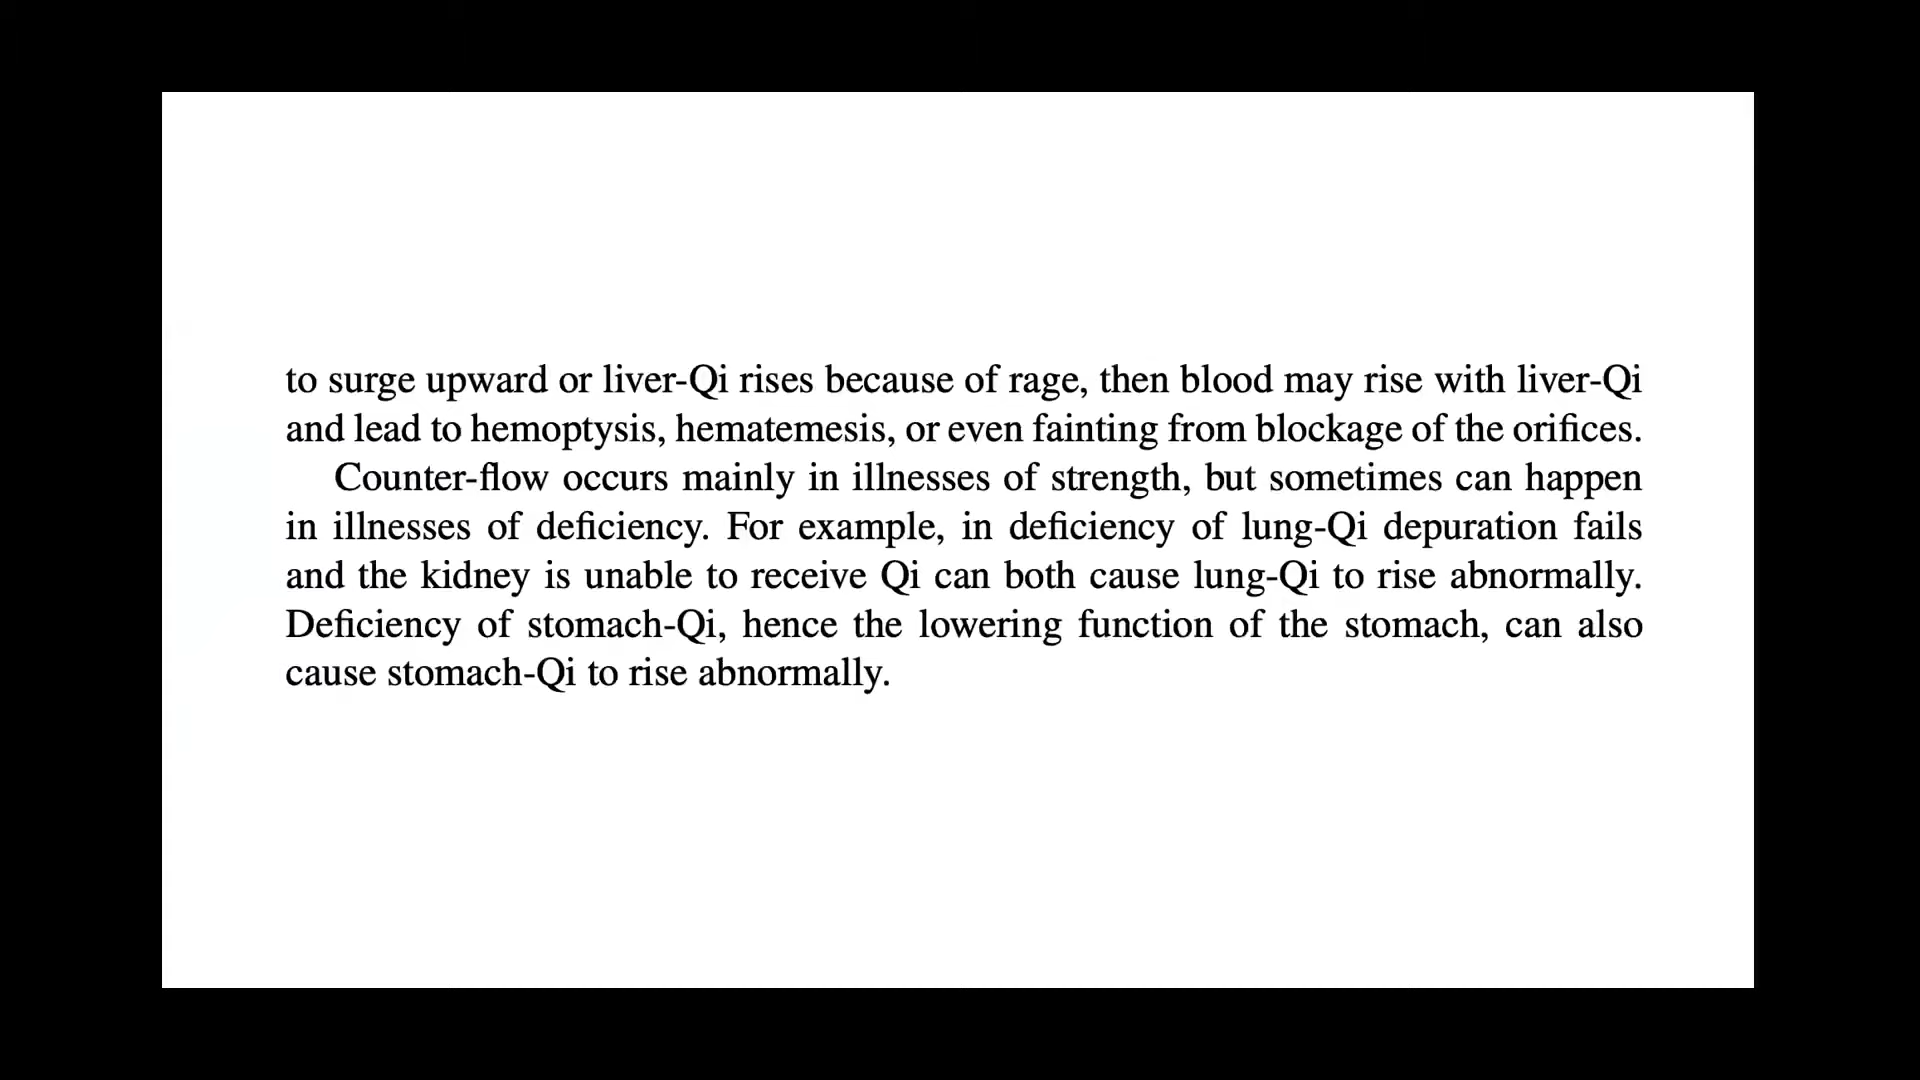 to surge upward or liver-Qi rises because of rage, then blood may rise with liver-Qi
and lead to hemoptysis, hematemesis, or even fainting from blockage of the orifices.
Counter-flow occurs mainly in illnesses of strength, but sometimes can happen
in illnesses of deficiency. For example, in deficiency of lung-Qi depuration fails
and the kidney is unable to receive Qi can both cause lung-Qi to rise abnormally.
Deficiency of stomach-Qi, hence the lowering function of the stomach, can also
cause stomach-Qi to rise abnormally.